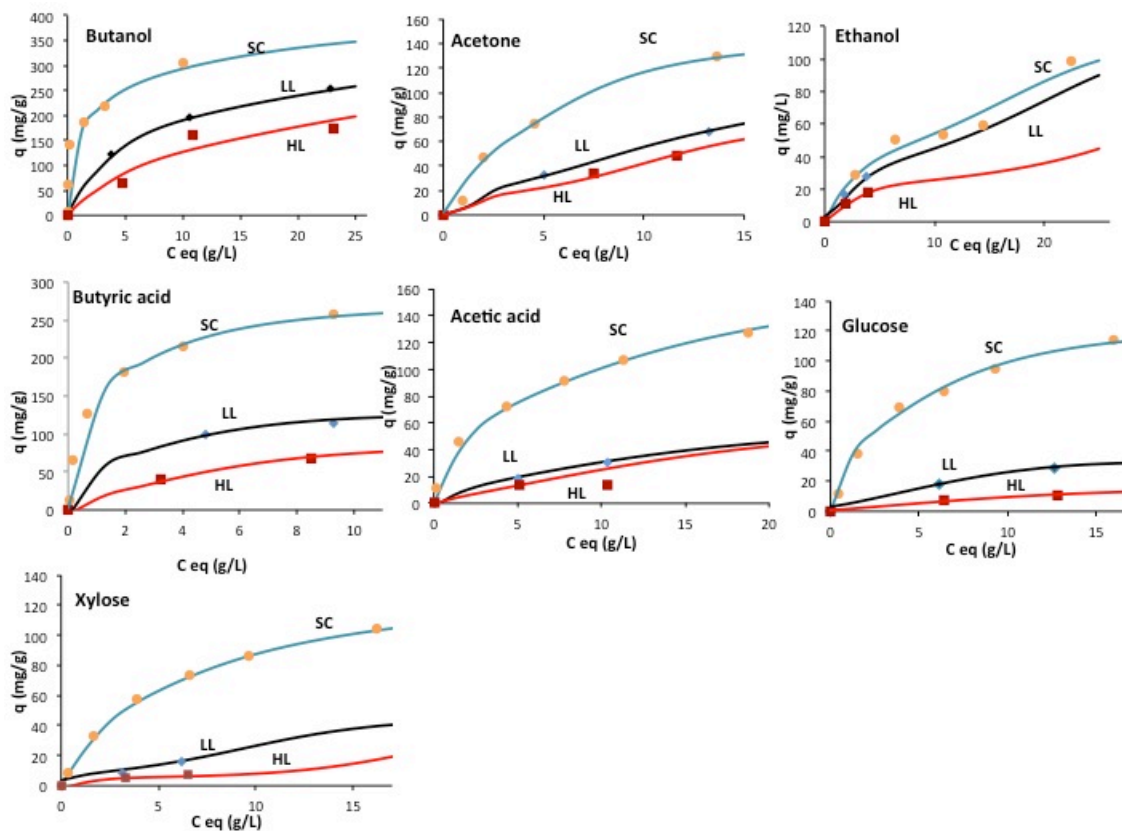 Butanol
q (mg/g)
400
350
300
250
200
150
100
50
0
0 5 10 15 20 25
C eq (g/L)
SC
LL
HL
Acetone
q (mg/g)
160
140
120
100
80
60
40
20
0
0 5 10 15
C eq (g/L)
SC
LL
HL
Ethanol
q (mg/L)
120
100
80
60
40
20
0
0 10 20
C eq (g/L)
SC
LL
HL
Butyric acid
q (mg/g)
300
250
200
150
100
50
0
0 2 4 6 8 10
C eq (g/L)
SC
LL
HL
Acetic acid
q (mg/g)
160
140
120
100
80
60
40
20
0
0 5 10 15 20
C eq (g/L)
SC
LL
HL
Glucose
q (mg/g)
140
120
100
80
60
40
20
0
0 5 10 15
C eq (g/L)
SC
LL
HL
Xylose
q (mg/g)
140
120
100
80
60
40
20
0
0 5 10 15
C eq (g/L)
SC
LL
HL